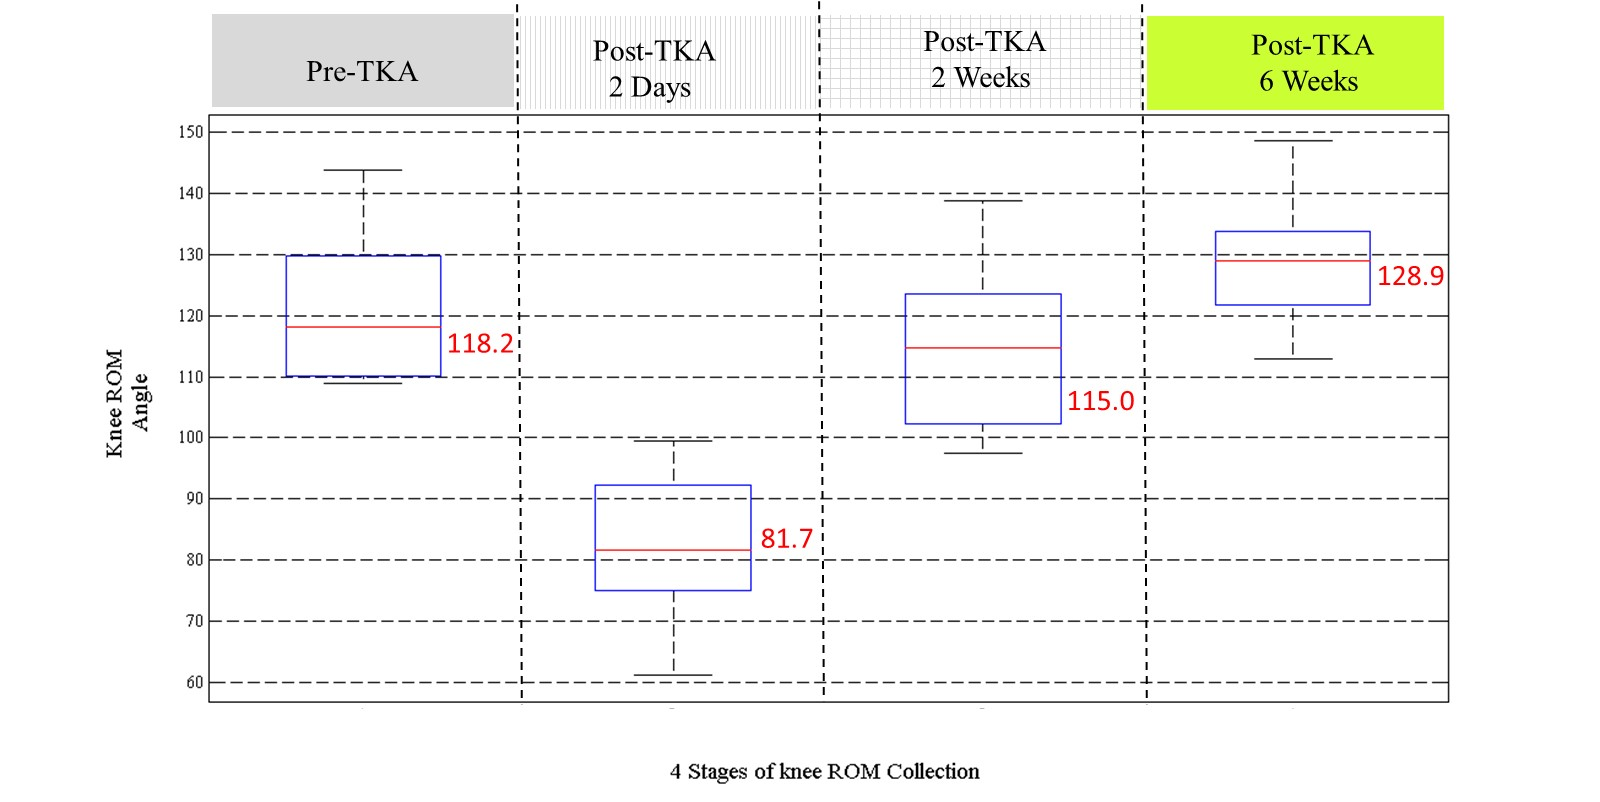 Pre-TKA
Post-TKA
2 Days
Post-TKA
2 Weeks
Post-TKA
6 Weeks
150
140
130
120
110
100
90
80
70
60
118.2
81.7
115.0
128.9
Knee ROM
Angle
4 Stages of knee ROM Collection